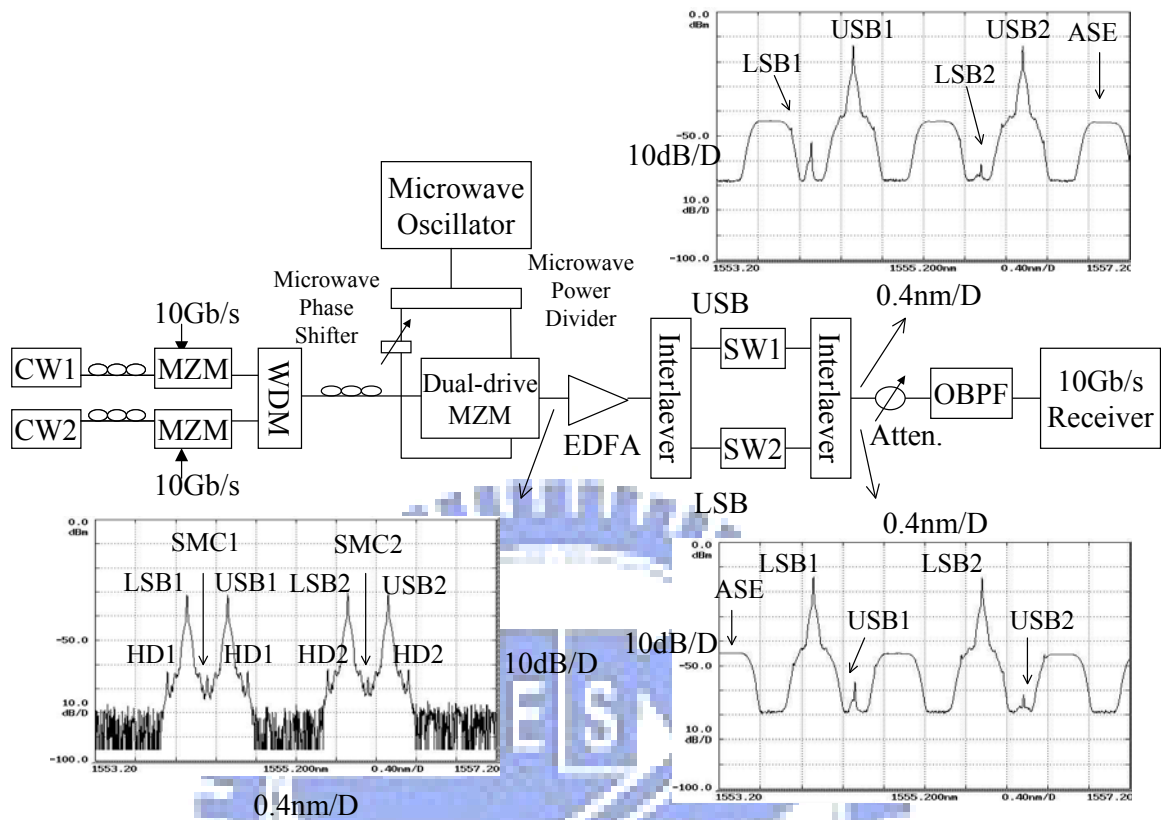 0.0
dBm
USB1
USB2
ASE
LSB1
LSB2
-50.0
10dB/D
10.0
dB/D
-100.0
1553.20
1555.200nm
0.40nm/D
1557.20
0.4nm/D
Microwave
Oscillator
Microwave
Phase
Shifter
Microwave
Power
Divider
10Gb/s
CW1
MZM
CW2
MZM
10Gb/s
WDM
Dual-drive
MZM
EDFA
Interlaever
USB
SW1
SW2
LSB
Interlaever
Atten.
OBPF
10Gb/s
Receiver
0.4nm/D
0.0
dBm
SMC1
SMC2
LSB1
USB1
LSB2
USB2
-50.0
HD1
HD1
HD2
HD2
10dB/D
10.0
dB/D
-100.0
1553.20
1555.200nm
0.40nm/D
1557.20
0.4nm/D
0.0
dBm
LSB1
LSB2
ASE
USB1
USB2
10dB/D
-50.0
10.0
dB/D
-100.0
1553.20
1555.200nm
0.40nm/D
1557.20
ES